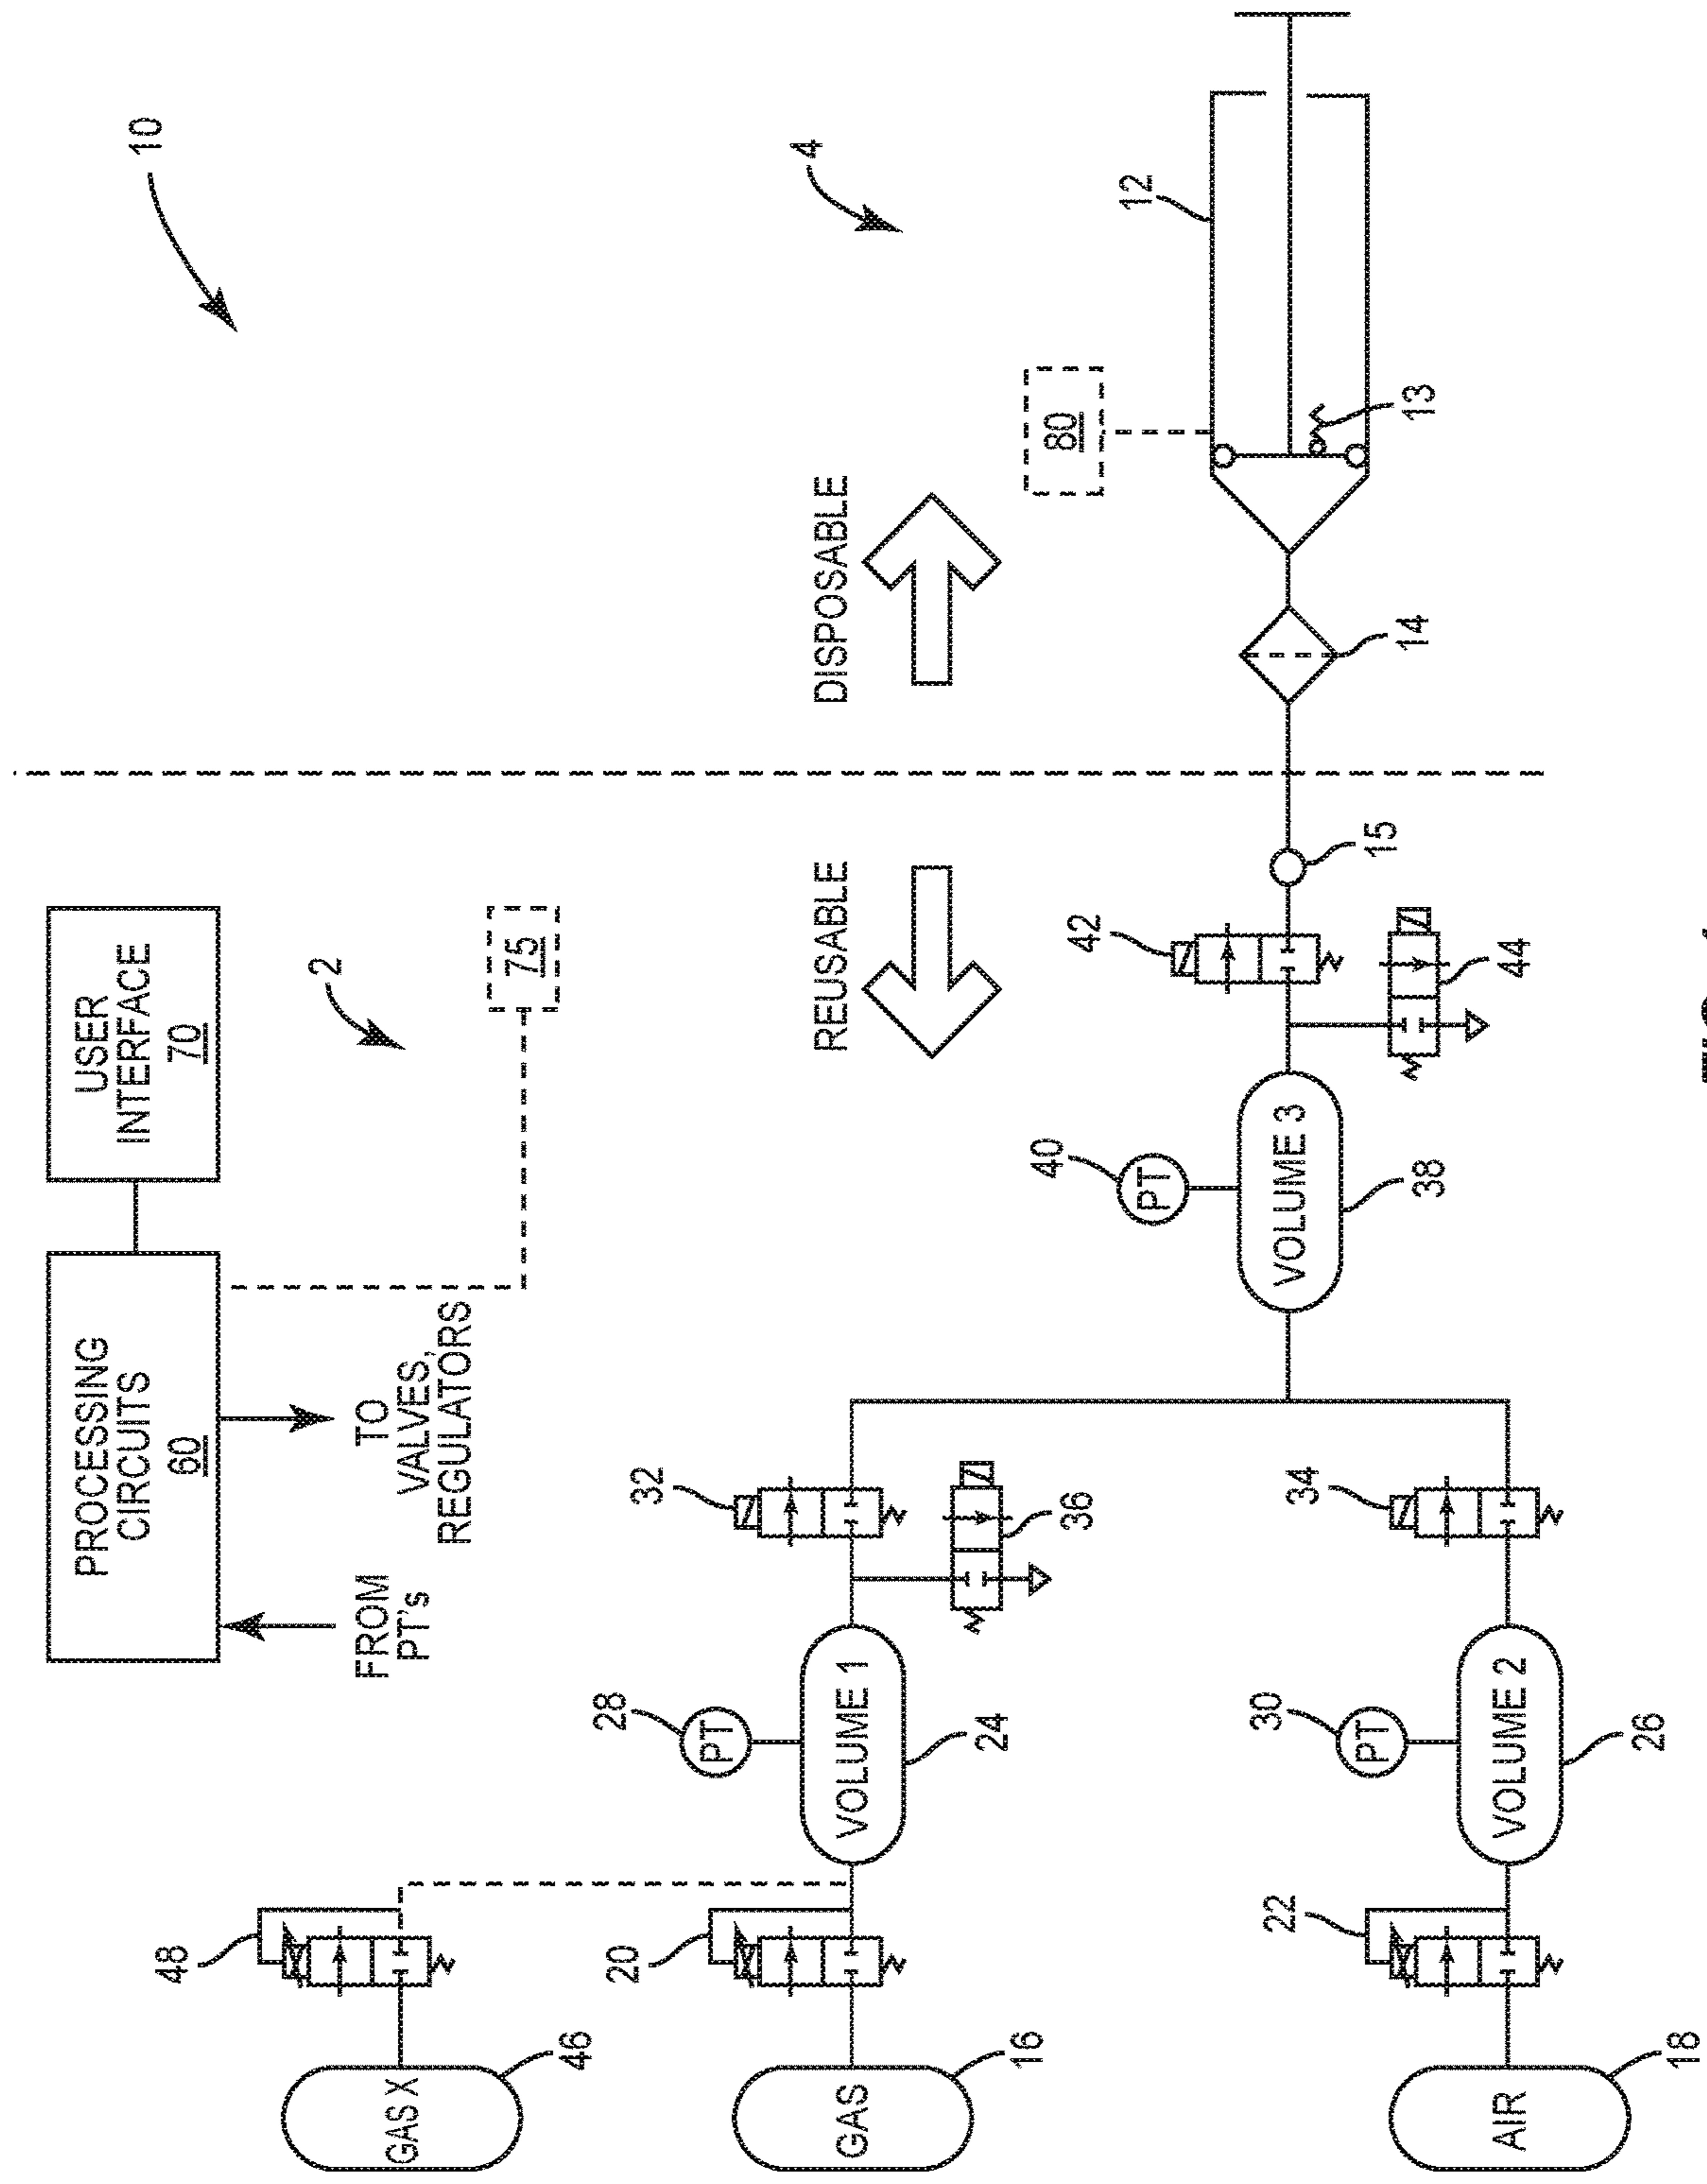 PROCESSING
CIRCUITS
60
USER
INTERFACE
70
10
FROM
PT's
TO
VALVES,
REGULATORS
2
75
GAS X
46
48
REUSABLE
DISPOSABLE
4
GAS
16
20
28
PT
VOLUME 1
24
32
36
40
PT
VOLUME 3
38
42
44
15
14
80
12
13
AIR
18
22
30
PT
VOLUME 2
26
34